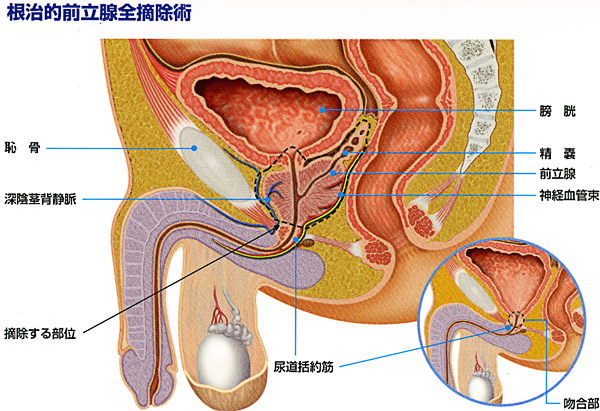 根治的前立腺全摘除術
膀 胱
恥 骨
精 嚢
前立腺
深陰茎背静脈
神経血管束
摘除する部位
尿道括約筋
吻合部